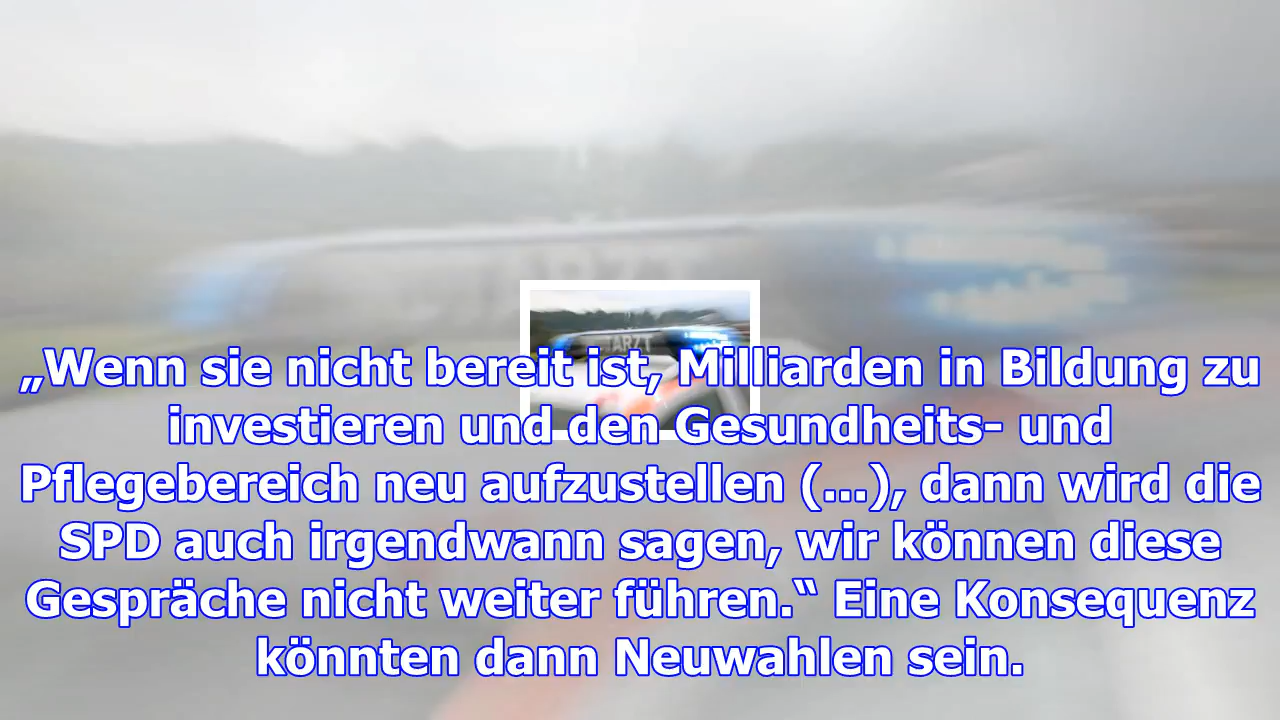 ARZT
„Wenn sie nicht bereit ist, Milliarden in Bildung zu
investieren und den Gesundheits- und
Pflegebereich neu aufzustellen (...), dann wird die
SPD auch irgendwann sagen, wir können diese
Gespräche nicht weiter führen.“ Eine Konsequenz
könnten dann Neuwahlen sein.